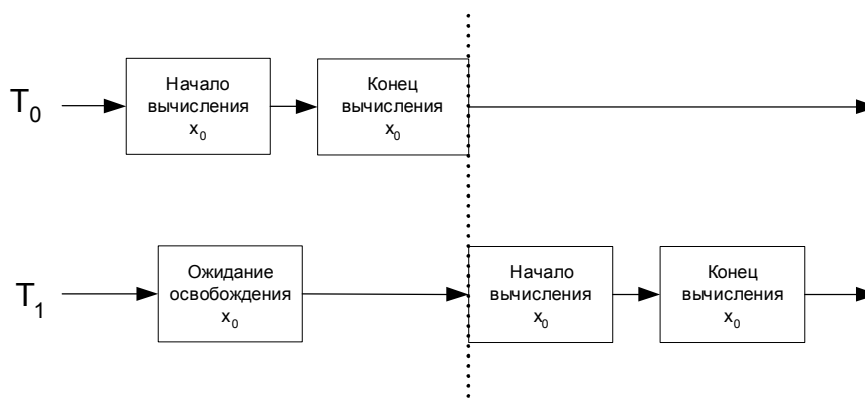 T₀
Начало
вычисления
x₀
Конец
вычисления
x₀
T₁
Ожидание
освобождения
x₀
Начало
вычисления
x₀
Конец
вычисления
x₀